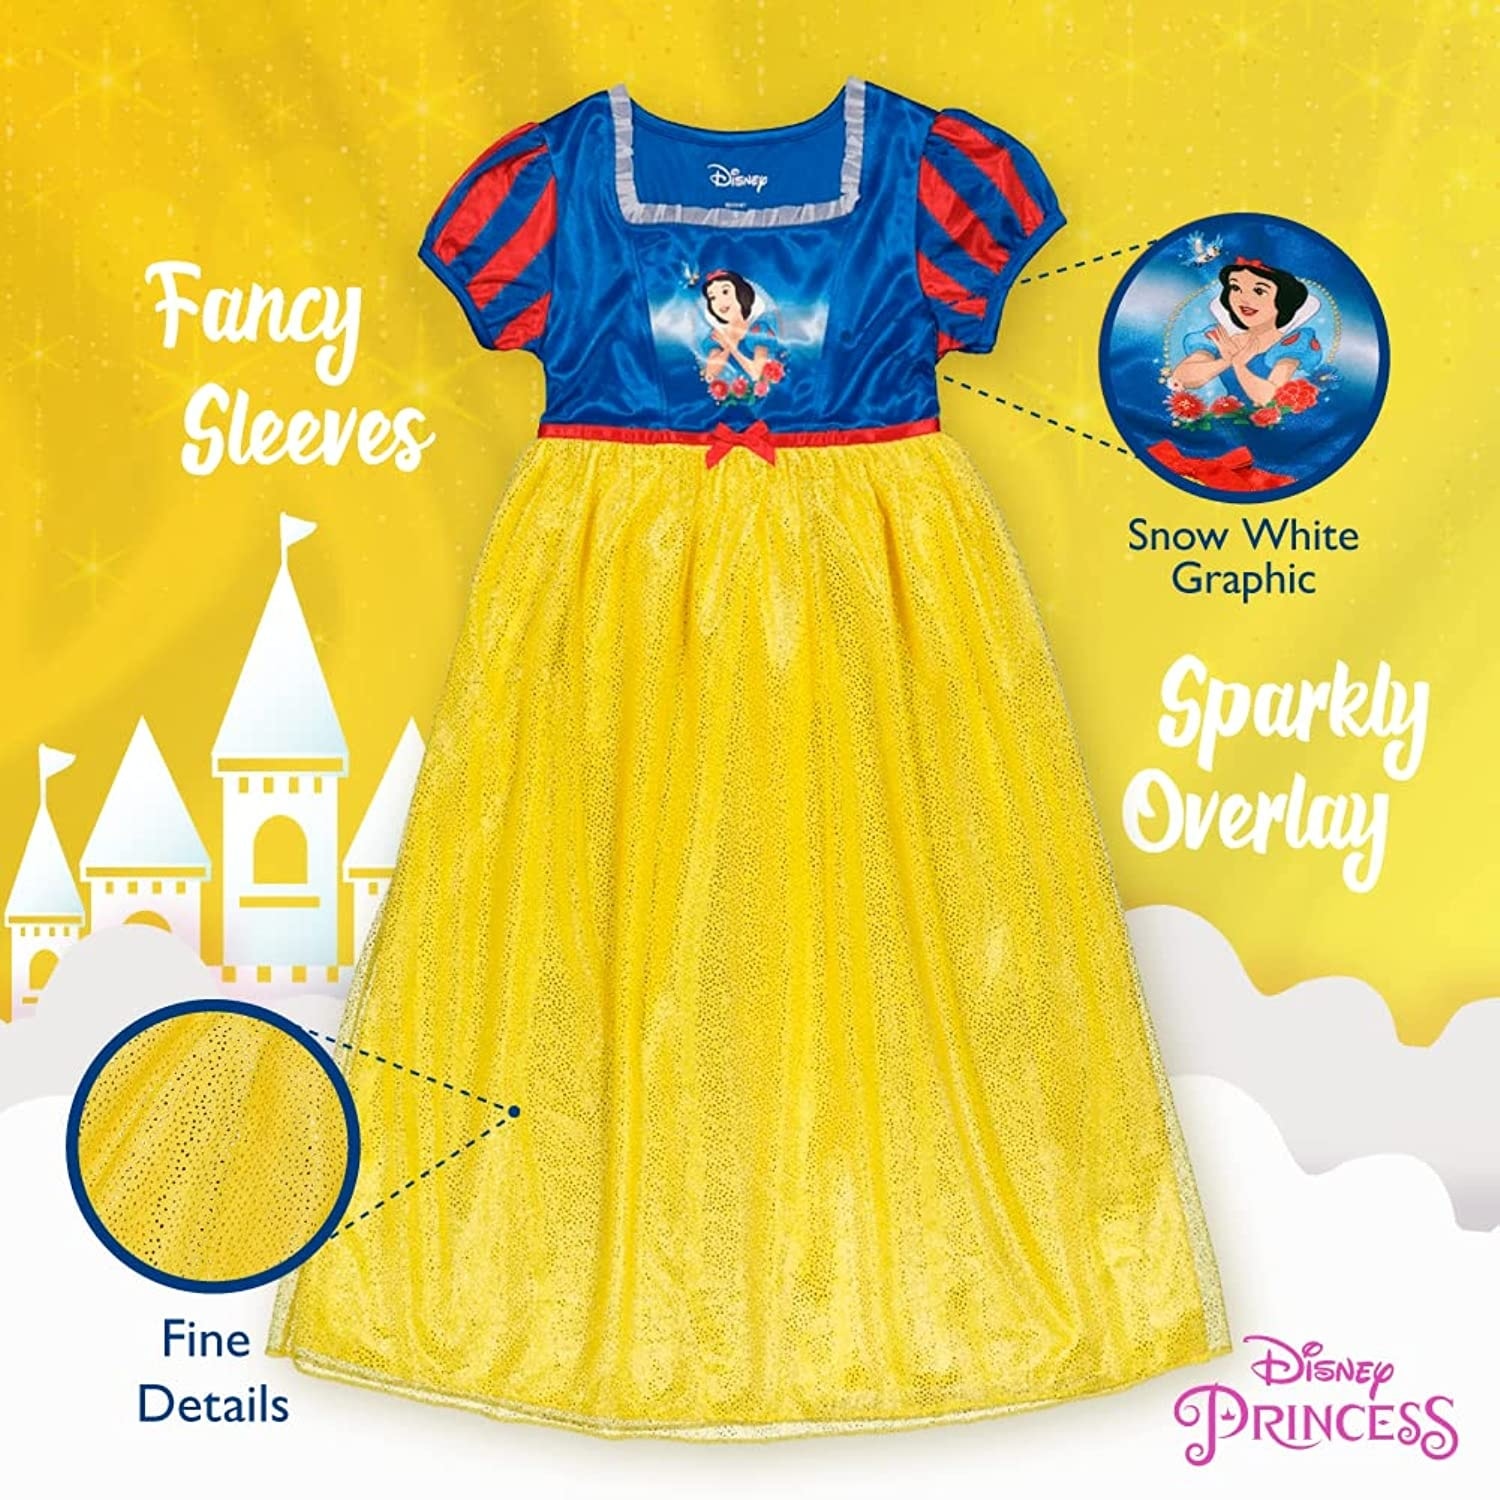 Disney
Fancy
Sleeves
Snow White
Graphic
Sparkly
Overlay
Fine
Details
Disney
PRINCESS